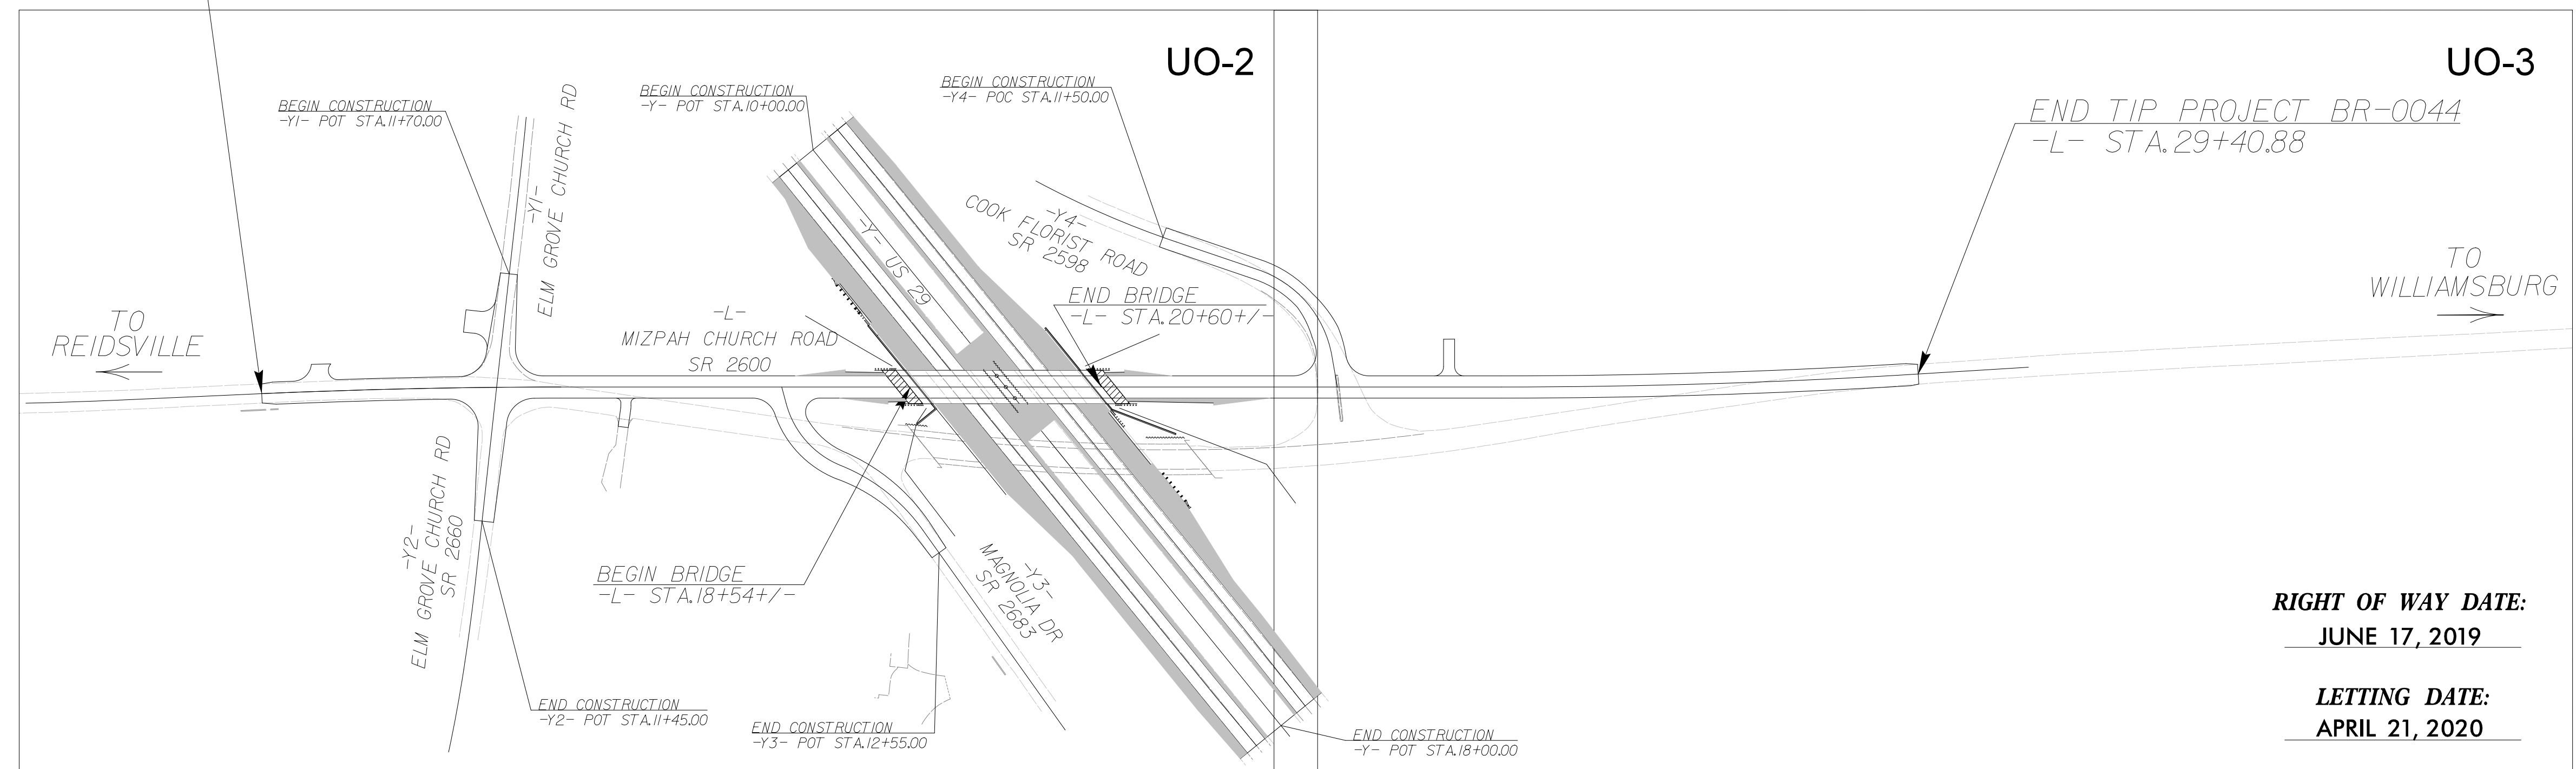 UO-2
UO-3
BEGIN CONSTRUCTION
-Y1- POT STA.11+70.00
BEGIN CONSTRUCTION
-Y- POT STA.10+00.00
BEGIN CONSTRUCTION
-Y4- POC STA.11+50.00
END TIP PROJECT BR-0044
-L- STA.29+40.88
-Y1-
ELM GROVE CHURCH RD
-Y- US 29
-Y4-
COOK FLORIST ROAD
SR 2598
TO
REIDSVILLE
-L-
MIZPAH CHURCH ROAD
SR 2600
END BRIDGE
-L- STA.20+60+/-
TO
WILLIAMSBURG
-Y2-
ELM GROVE CHURCH RD
SR 2660
BEGIN BRIDGE
-L- STA.18+54+/-
-Y3-
MAGNOLIA DR
SR 2683
END CONSTRUCTION
-Y2- POT STA.11+45.00
END CONSTRUCTION
-Y3- POT STA.12+55.00
END CONSTRUCTION
-Y- POT STA.18+00.00
RIGHT OF WAY DATE:
JUNE 17, 2019
LETTING DATE:
APRIL 21, 2020